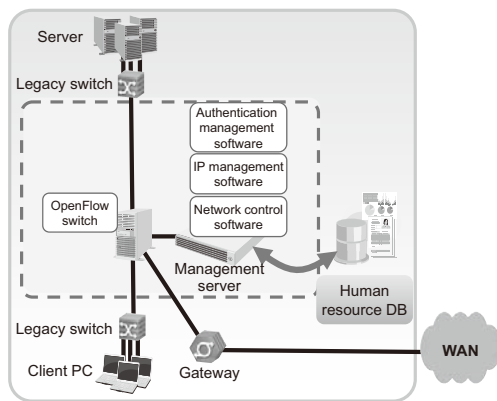 Server
Legacy switch
Authentication
management
software
IP management
software
OpenFlow
switch
Network control
software
Management
server
Human
resource DB
Legacy switch
Client PC
Gateway
WAN